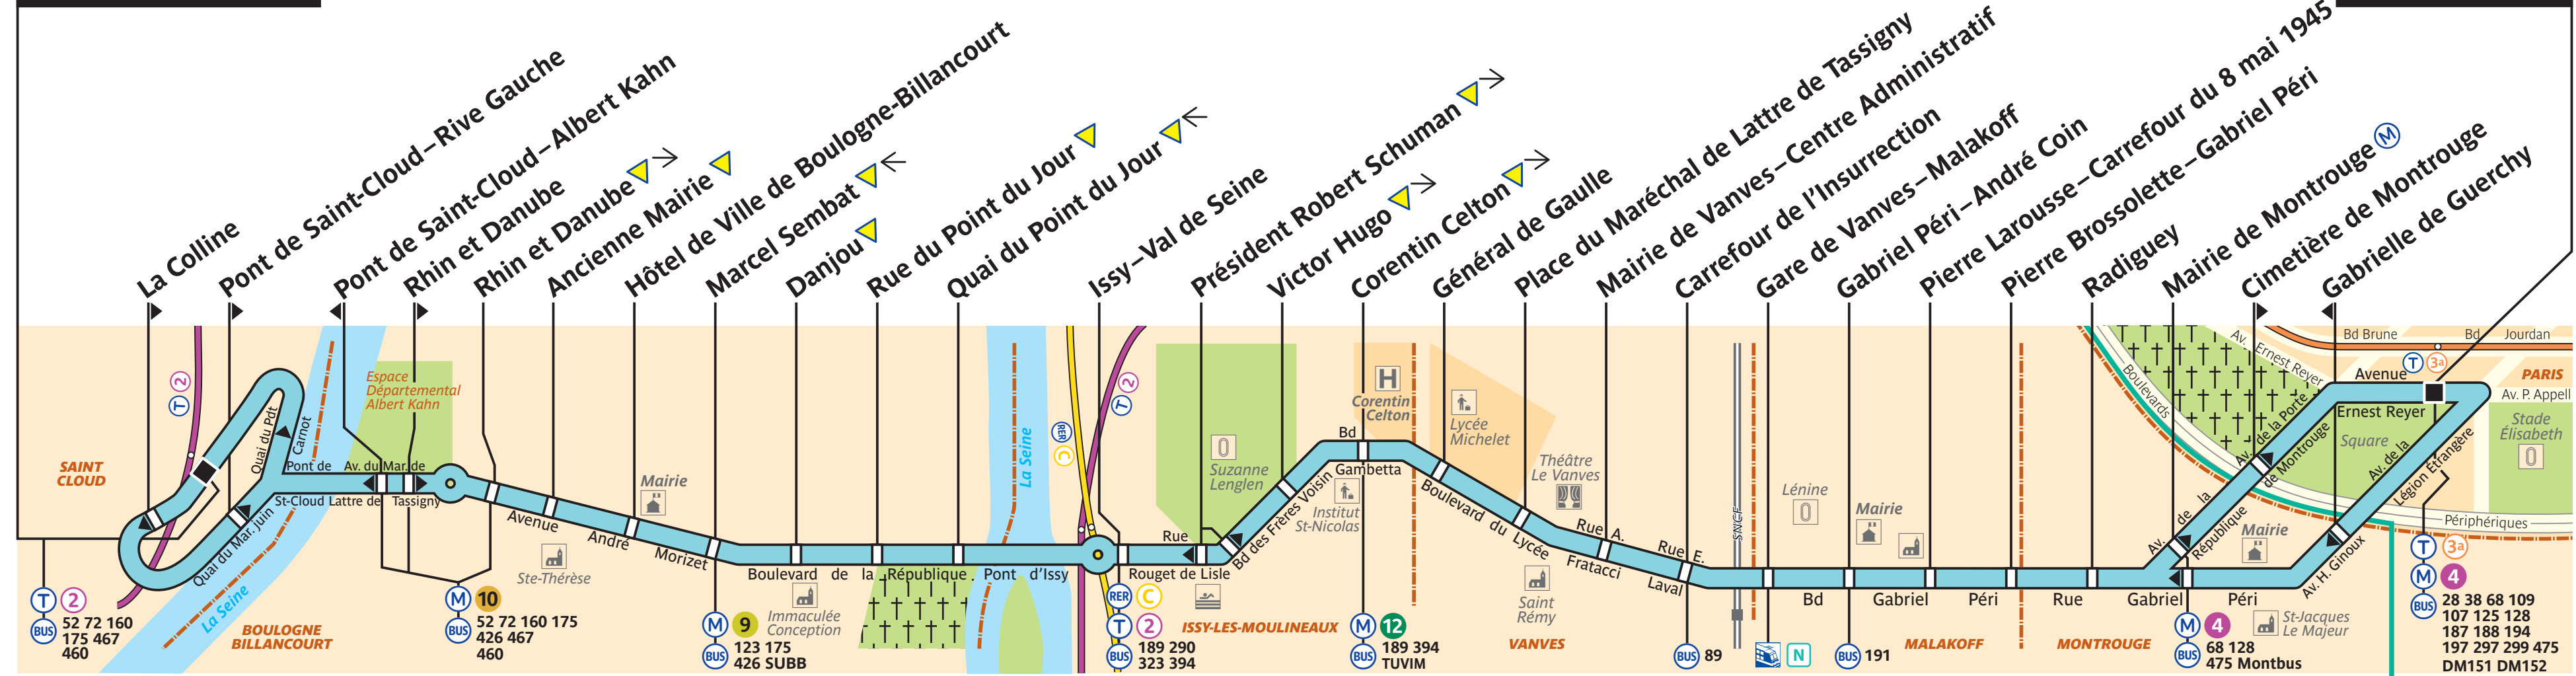 La Colline
Pont de Saint-Cloud – Rive Gauche
Pont de Saint-Cloud – Albert Kahn
Rhin et Danube
Rhin et Danube
Ancienne Mairie
Hôtel de Ville de Boulogne-Billancourt
Marcel Sembat
Danjou
Rue du Point du Jour
Quai du Point du Jour
Issy – Val de Seine
Président Robert Schuman
Victor Hugo
Corentin Celton
Général de Gaulle
Place du Maréchal de Lattre de Tassigny
Mairie de Vanves – Centre Administratif
Carrefour de l'Insurrection
Gare de Vanves – Malakoff
Gabriel Péri – André Coin
Pierre Larousse – Carrefour du 8 mai 1945
Pierre Brossolette – Gabriel Péri
Radiguey
Mairie de Montrouge M
Cimetière de Montrouge
Gabrielle de Guerchy
SAINT
CLOUD
T 2
Quai du Pdt
Carnot
La Seine
Quai du Mar. Juin
Pont de
St-Cloud
Av. du Mar. de
Lattre de Tassigny
Espace
Départemental
Albert Kahn
BOULOGNE
BILLANCOURT
T 2
BUS 52 72 160
175 467
460
M 10
BUS 52 72 160 175
426 467
460
Avenue
André
Morizet
Ste-Thérèse
Mairie
M 9
BUS 123 175
426 SUBB
Boulevard de la République
Immaculée
Conception
Pont d'Issy
La Seine
RER C
T 2
RER C
T 2
BUS 189 290
323 394
Rue
Rouget de Lisle
Suzanne
Lenglen
ISSY-LES-MOULINEAUX
Bd des Frères Voisin
Bd
Gambetta
Institut
St-Nicolas
H
Corentin
Celton
M 12
BUS 189 394
TUVIM
Lycée
Michelet
Boulevard du Lycée
Théâtre
Le Vanves
Saint
Rémy
VANVES
Rue A.
Fratacci
Rue E.
Laval
BUS 89
SNCF
N
Lénine
Mairie
BUS 191
Bd Gabriel Péri
MALAKOFF
Rue Gabriel Péri
MONTROUGE
M 4
BUS 68 128
475 Montbus
St-Jacques
Le Majeur
Mairie
Av. de la
République
Av. H. Ginoux
Av. de la Porte
de Montrouge
Boulevards
Av. Ernest Reyer
Bd Brune
Bd Jourdan
T 3a
Avenue
Ernest Reyer
Square
Av. de la
Légion Étrangère
PARIS
Av. P. Appell
Stade
Élisabeth
Périphériques
T 3a
M 4
BUS 28 38 68 109
107 125 128
187 188 194
197 297 299 475
DM151 DM152